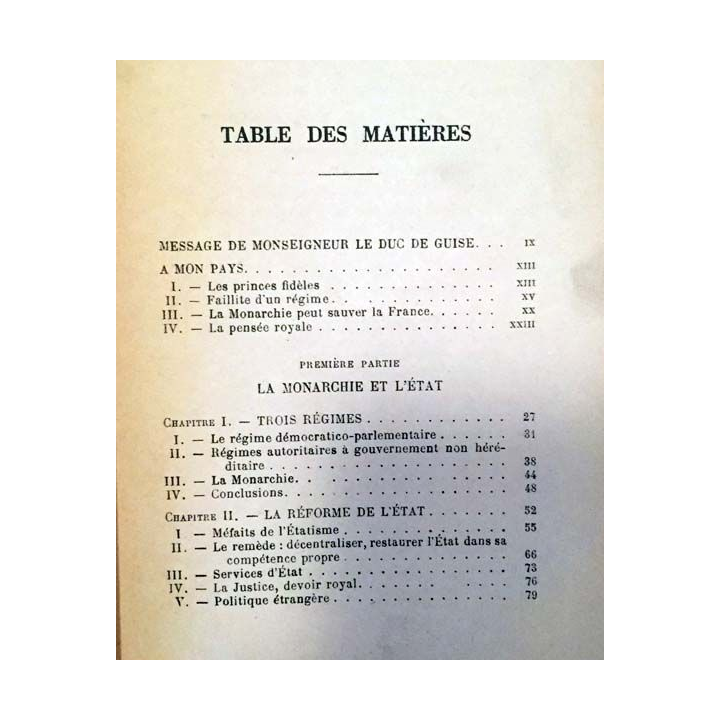 TABLE DES MATIÈRES
MESSAGE DE MONSEIGNEUR LE DUC DE GUISE. . . IX
A MON PAYS. . . . . . . . . . . . . . . . . . . . XIII
I. — Les princes fidèles . . . . . . . . . . . . . XIII
II. — Faillite d'un régime. . . . . . . . . . . . XV
III. — La Monarchie peut sauver la France. . . . . . XX
IV. — La pensée royale . . . . . . . . . . . . . . XXIII
PREMIÈRE PARTIE
LA MONARCHIE ET L'ÉTAT
CHAPITRE I. — TROIS RÉGIMES . . . . . . . . . . . . 27
I. — Le régime démocratico-parlementaire . . . . . . 31
II. — Régimes autoritaires à gouvernement non héré-
ditaire . . . . . . . . . . . . . . . . . . 38
III. — La Monarchie. . . . . . . . . . . . . . . . 44
IV. — Conclusions. . . . . . . . . . . . . . . . . 48
CHAPITRE II. — LA RÉFORME DE L'ÉTAT . . . . . . . 52
I — Méfaits de l'Étatisme . . . . . . . . . . . . . 55
II. — Le remède : décentraliser, restaurer l'État dans sa
compétence propre . . . . . . . . . . . . . 66
III. — Services d'État . . . . . . . . . . . . . . . 73
IV. — La Justice, devoir royal. . . . . . . . . . . . 76
V. — Politique étrangère . . . . . . . . . . . . . . 79